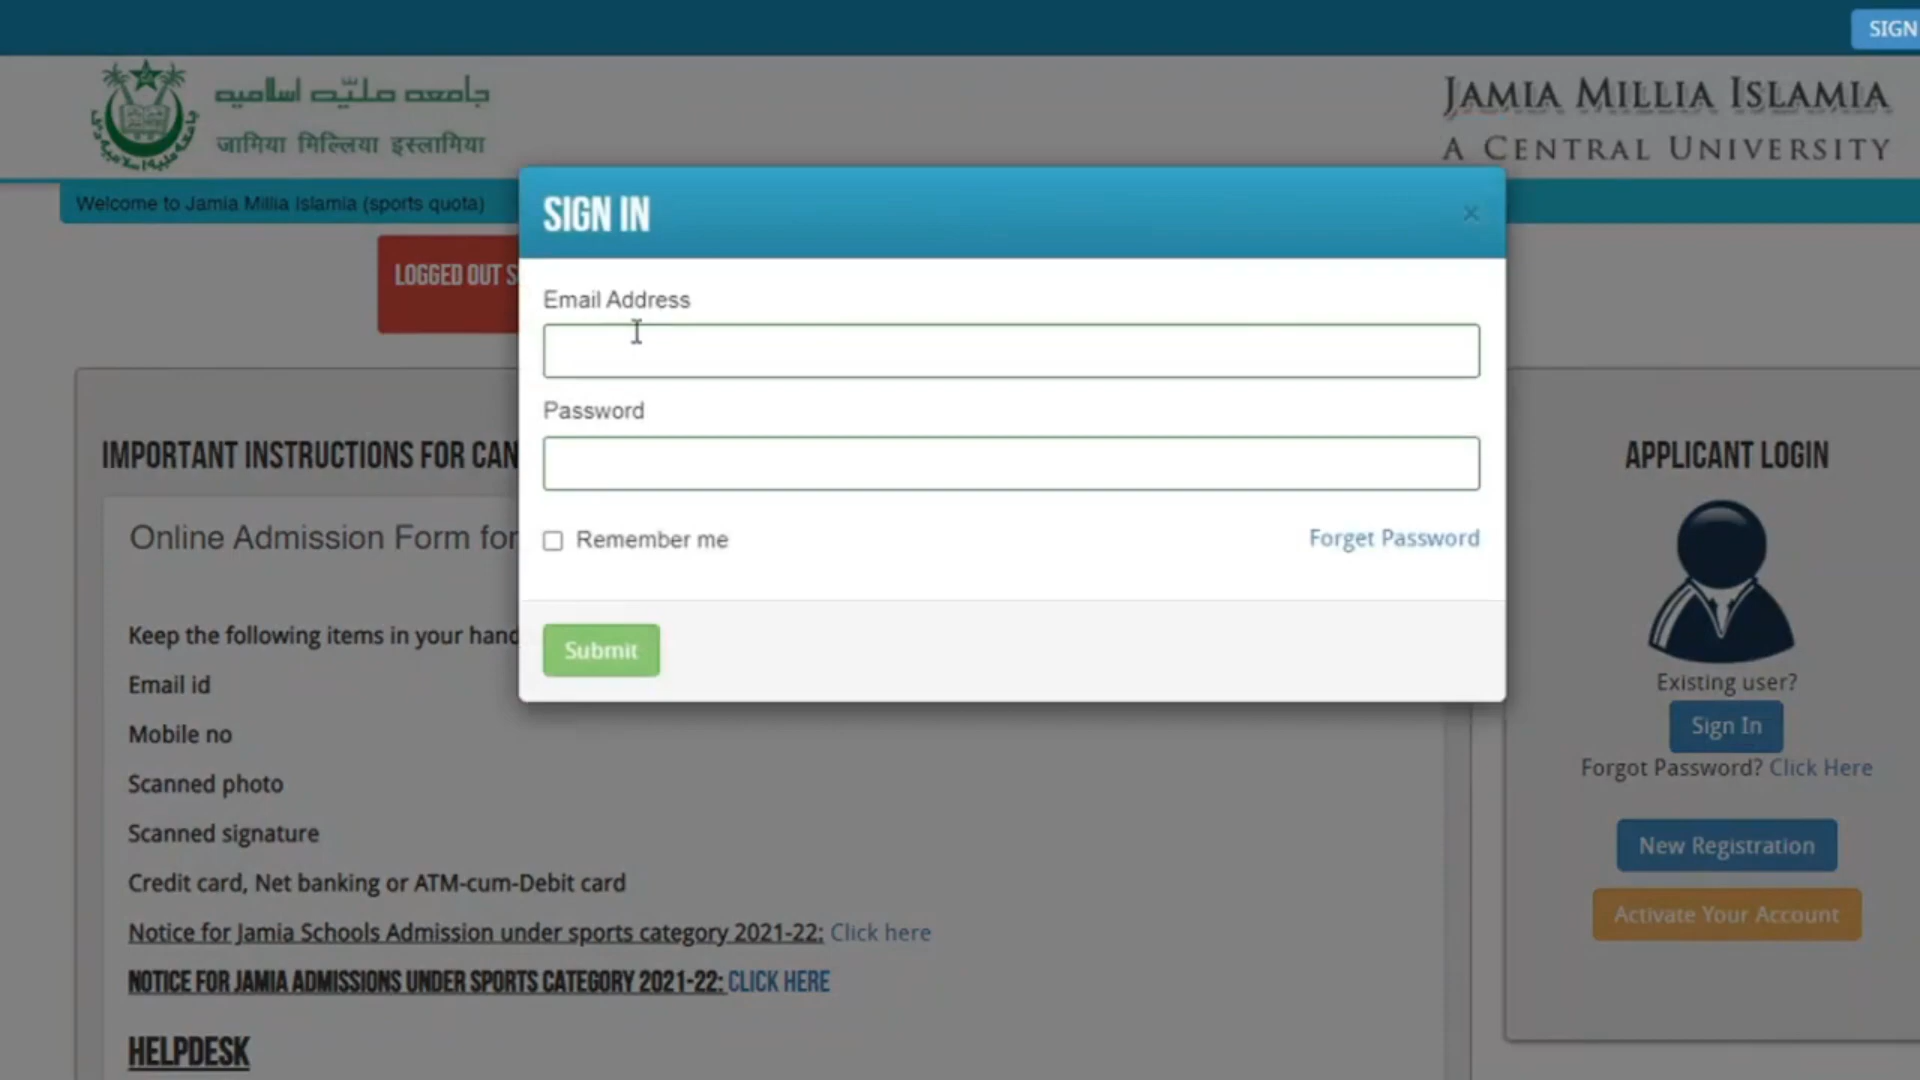 SIGN
جامعه ملیّه اسلامیه
जामिया मिल्लिया इस्लामिया
JAMIA MILLIA ISLAMIA
A CENTRAL UNIVERSITY
Welcome to Jamia Millia Islamia (sports quota)
SIGN IN
×
LOGGED OUT S
Email Address
Password
Remember me
Forget Password
Submit
IMPORTANT INSTRUCTIONS FOR CAN
Online Admission Form for
Keep the following items in your hand
Email id
Mobile no
Scanned photo
Scanned signature
Credit card, Net banking or ATM-cum-Debit card
Notice for Jamia Schools Admission under sports category 2021-22: Click here
NOTICE FOR JAMIA ADMISSIONS UNDER SPORTS CATEGORY 2021-22: CLICK HERE
HELPDESK
APPLICANT LOGIN
Existing user?
Sign In
Forgot Password? Click Here
New Registration
Activate Your Account